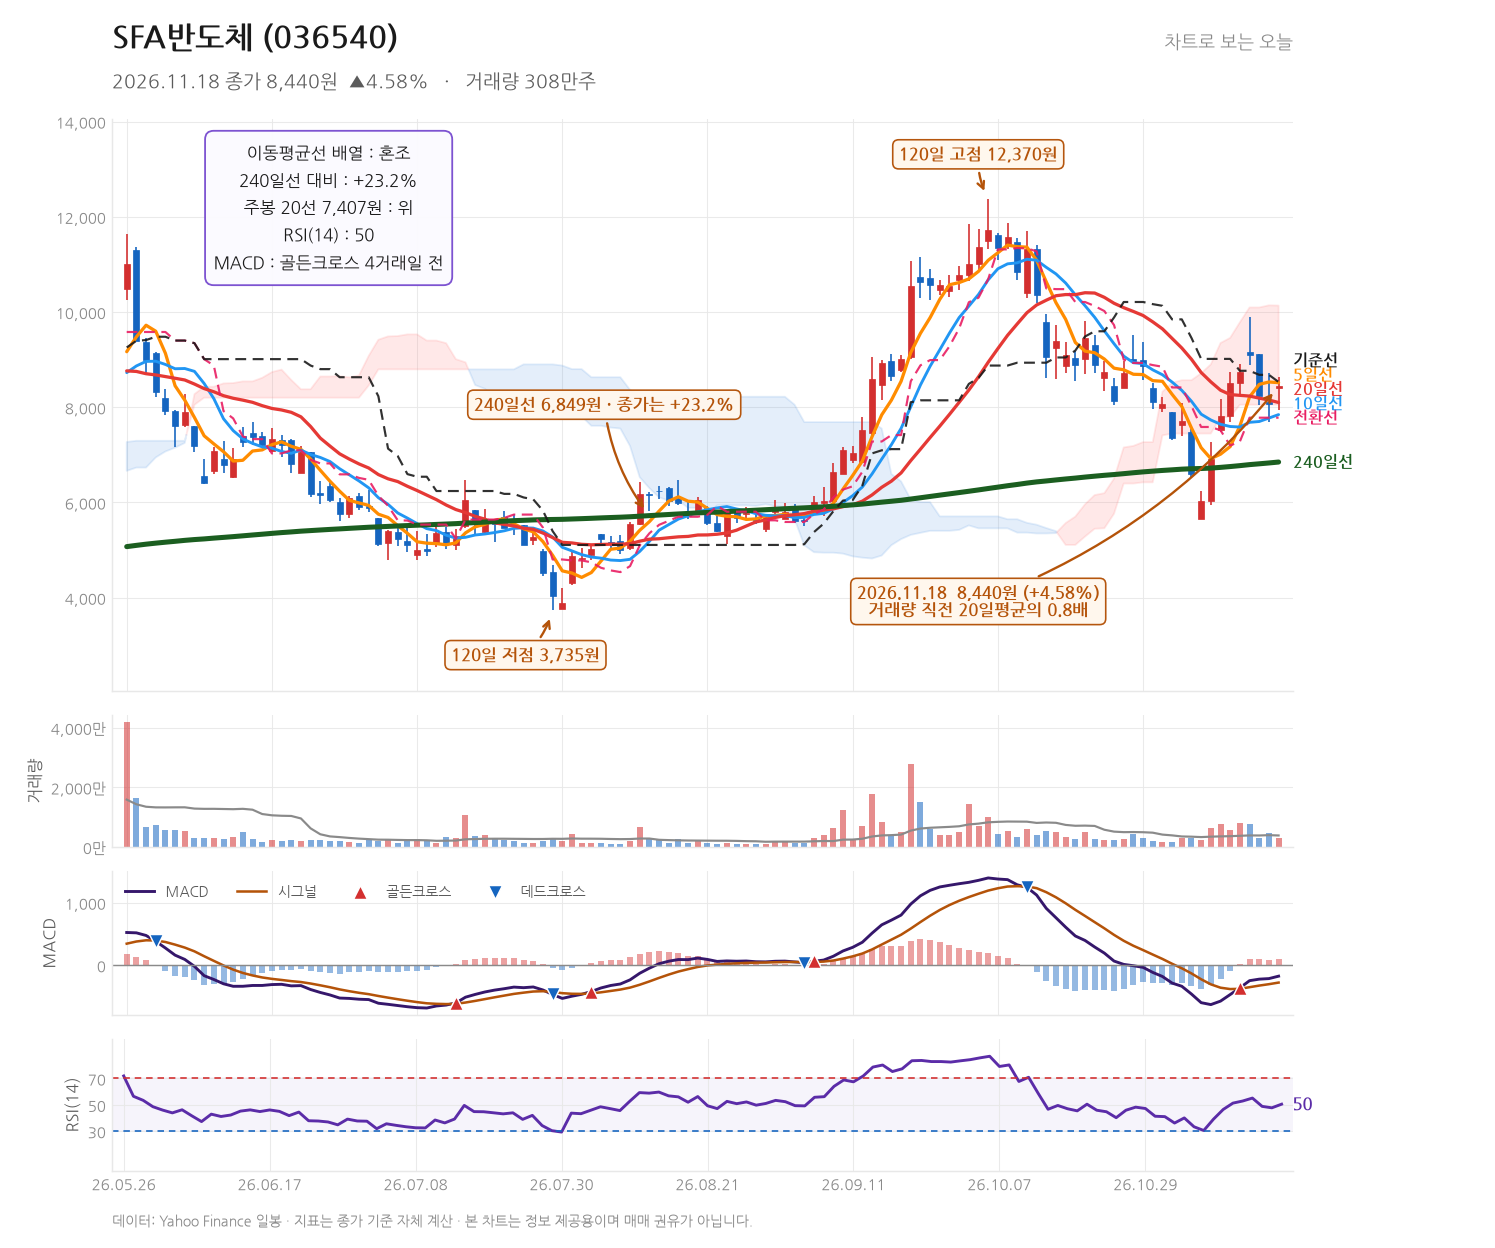 SFA반도체 (036540)
차트로 보는 오늘
2026.11.18 종가 8,440원 ▲4.58% · 거래량 308만주
14,000
12,000
10,000
8,000
6,000
4,000
이동평균선 배열 : 혼조
240일선 대비 : +23.2%
주봉 20선 7,407원 : 위
RSI(14) : 50
MACD : 골든크로스 4거래일 전
120일 고점 12,370원
240일선 6,849원 · 종가는 +23.2%
120일 저점 3,735원
2026.11.18 8,440원 (+4.58%)
거래량 직전 20일평균의 0.8배
기준선
5일선
20일선
10일선
전환선
240일선
거래량
4,000만
2,000만
0만
MACD
MACD
시그널
골든크로스
데드크로스
1,000
0
RSI(14)
70
50
30
50
26.05.26
26.06.17
26.07.08
26.07.30
26.08.21
26.09.11
26.10.07
26.10.29
데이터: Yahoo Finance 일봉 · 지표는 종가 기준 자체 계산 · 본 차트는 정보 제공용이며 매매 권유가 아닙니다.